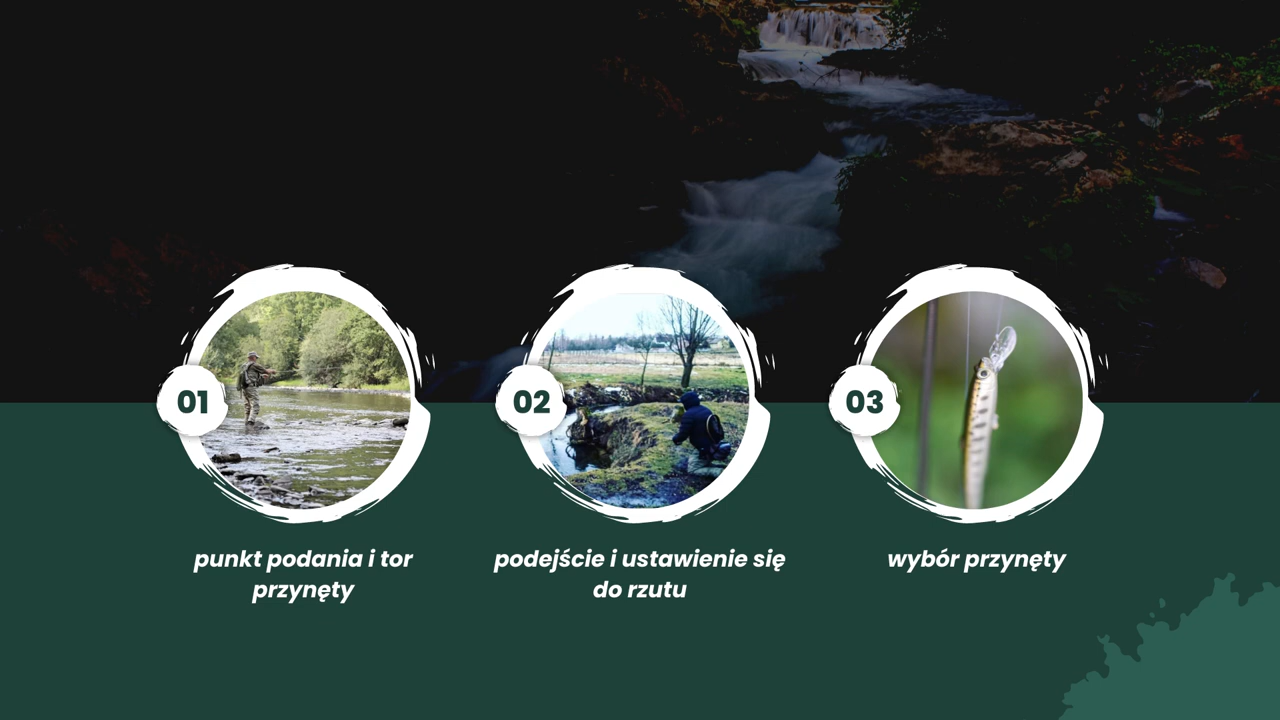 01
02
03
punkt podania i tor
przynęty
podejście i ustawienie się
do rzutu
wybór przynęty